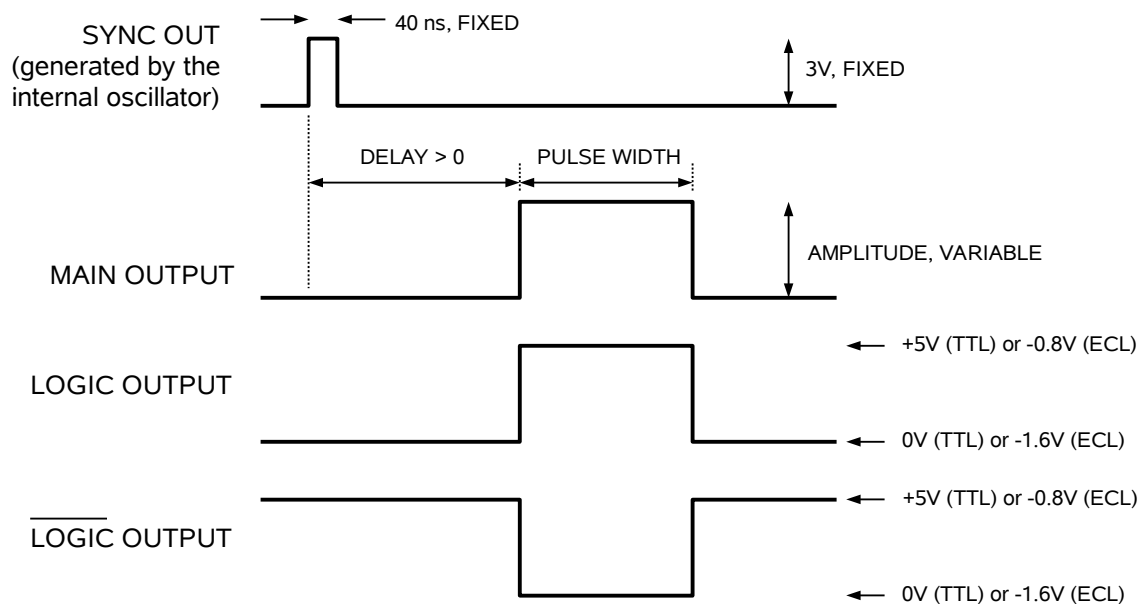 40 ns, FIXED
SYNC OUT
(generated by the
internal oscillator)
3V, FIXED
DELAY > 0
PULSE WIDTH
MAIN OUTPUT
AMPLITUDE, VARIABLE
+5V (TTL) or -0.8V (ECL)
LOGIC OUTPUT
0V (TTL) or -1.6V (ECL)
+5V (TTL) or -0.8V (ECL)
LOGIC OUTPUT
0V (TTL) or -1.6V (ECL)